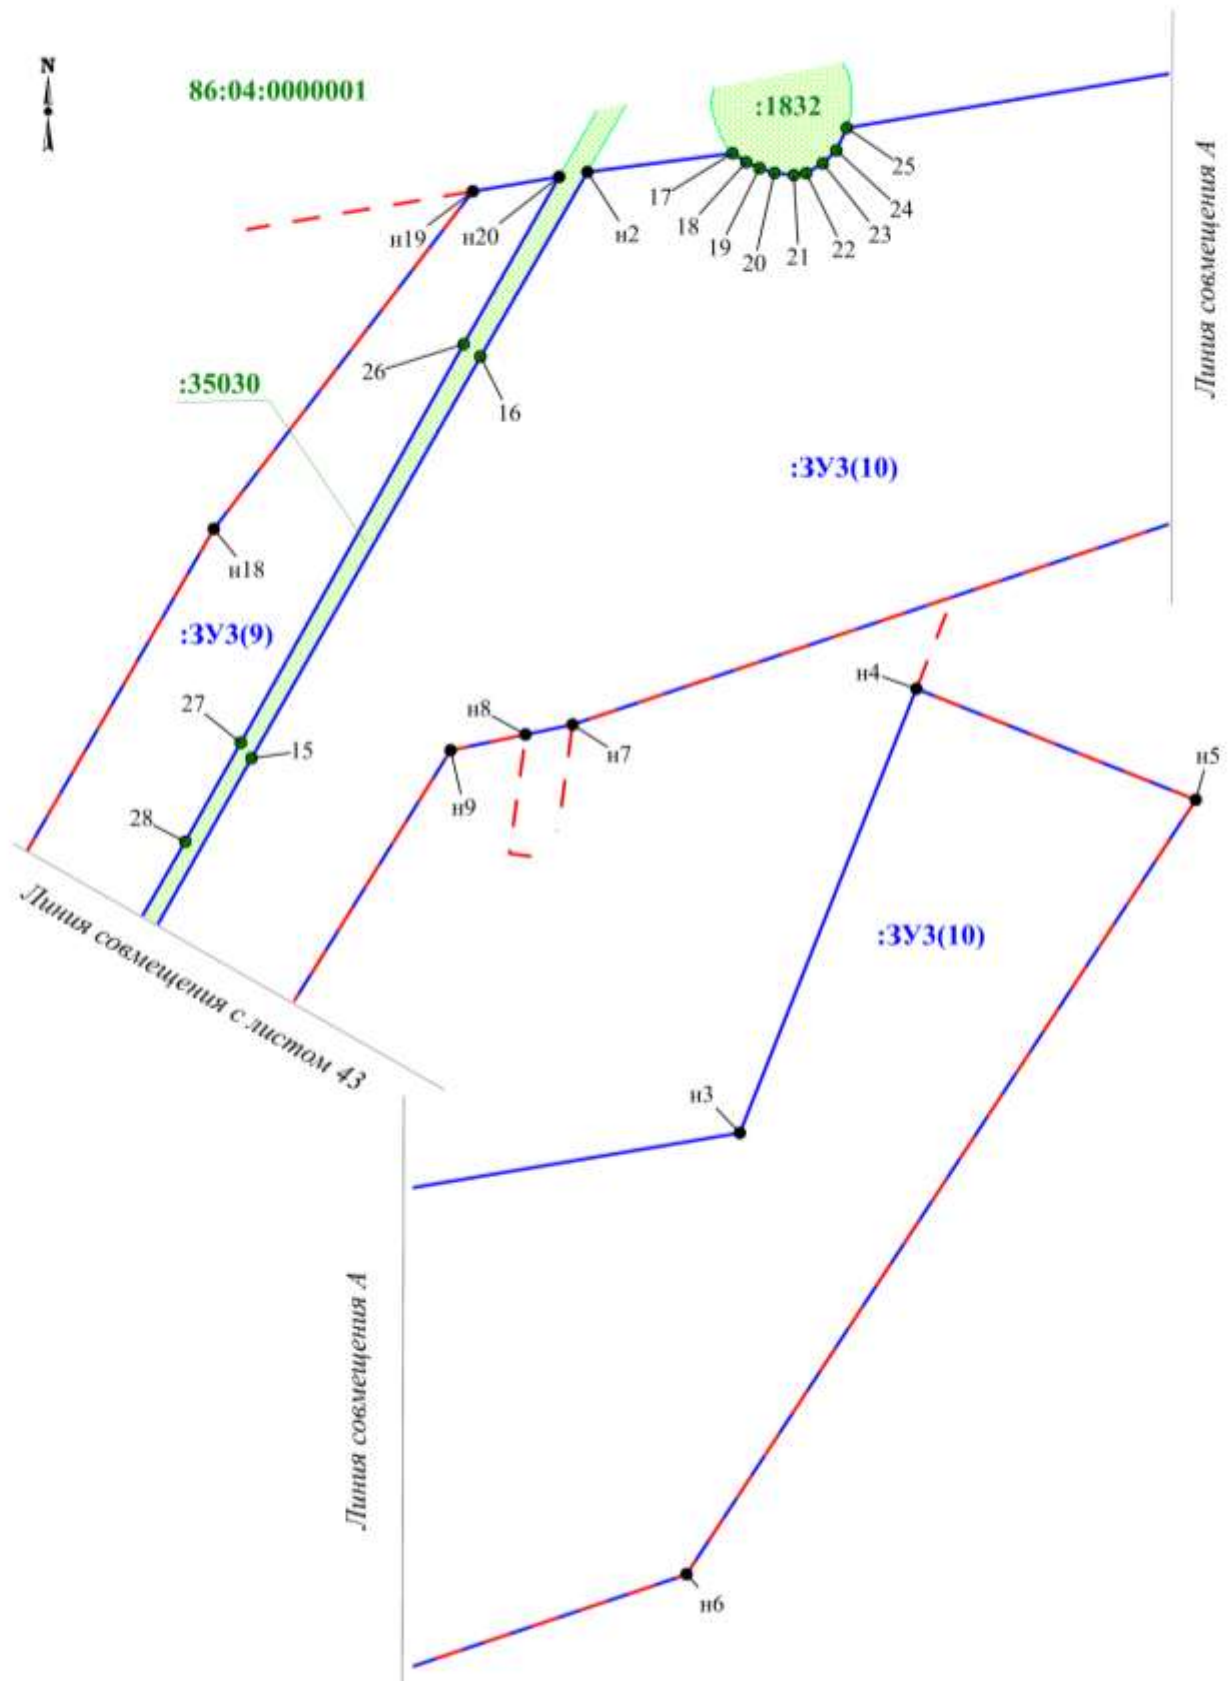 N
86:04:0000001
:1832
25
24
23
22
21
20
19
18
17
н2
н20
н19
26
16
:35030
:ЗУ3(10)
Линия совмещения А
н18
:ЗУ3(9)
27
15
28
н8
н7
н9
н4
н5
:ЗУ3(10)
Линия совмещения с листом 43
н3
Линия совмещения А
н6